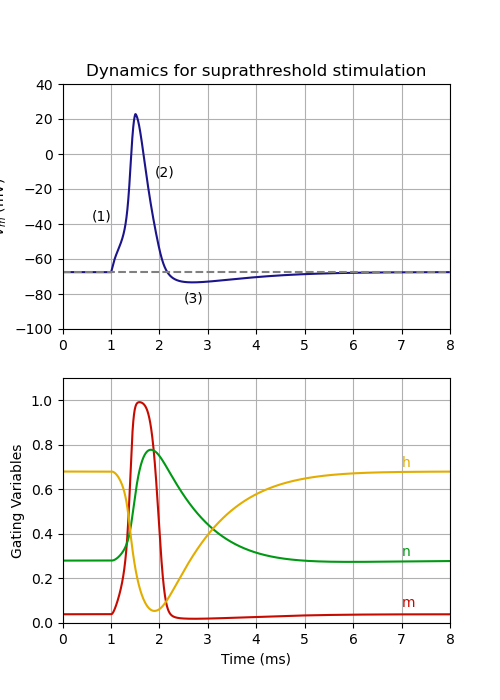 Dynamics for suprathreshold stimulation
40
20
0
−20
−40
−60
−80
−100
(1)
(2)
(3)
0 1 2 3 4 5 6 7 8
1.0
0.8
0.6
0.4
0.2
0.0
Gating Variables
h
n
m
0 1 2 3 4 5 6 7 8
Time (ms)